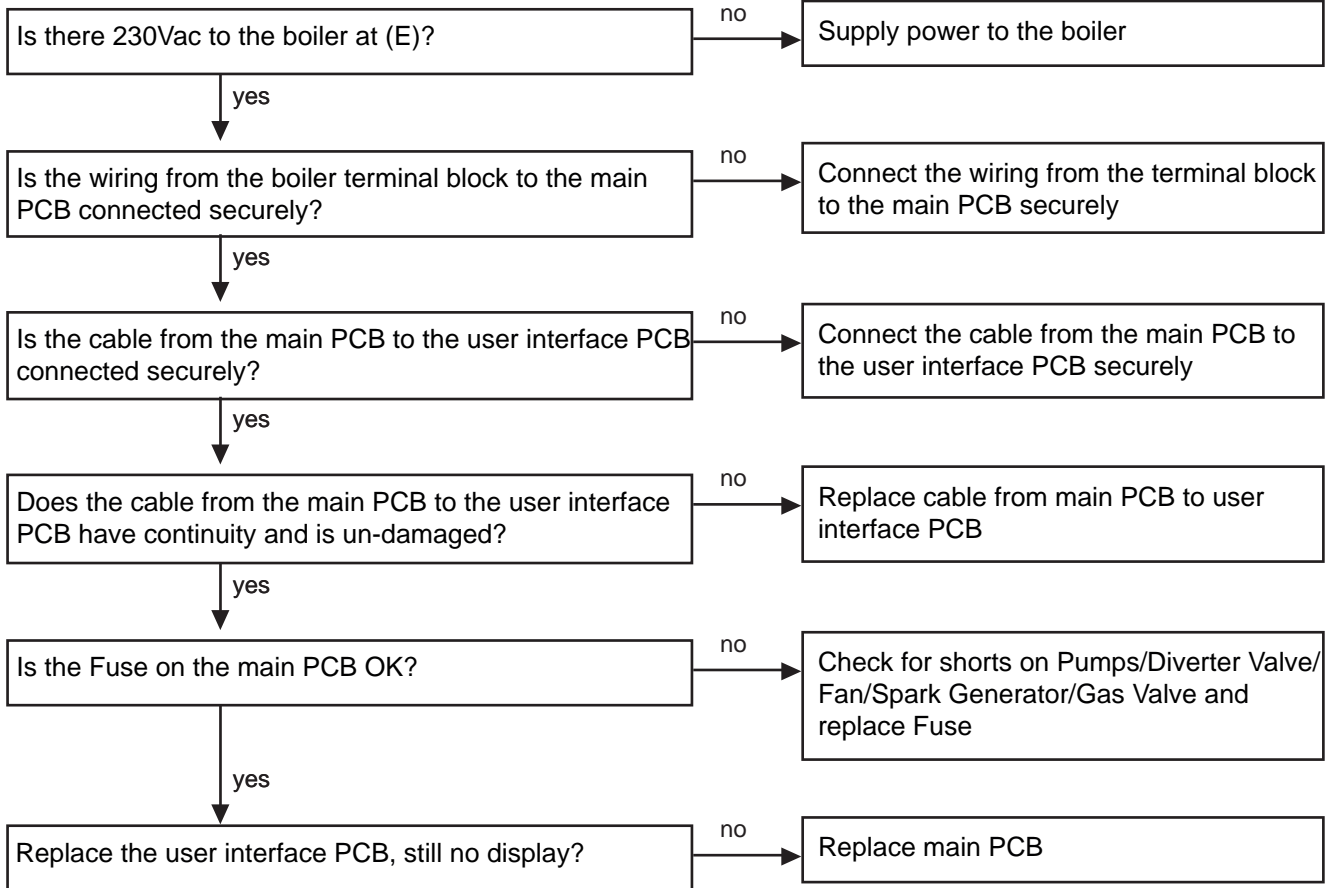 Is there 230Vac to the boiler at (E)?
no
Supply power to the boiler
yes
Is the wiring from the boiler terminal block to the main
PCB connected securely?
no
Connect the wiring from the terminal block
to the main PCB securely
yes
Is the cable from the main PCB to the user interface PCB
connected securely?
no
Connect the cable from the main PCB to
the user interface PCB securely
yes
Does the cable from the main PCB to the user interface
PCB have continuity and is un-damaged?
no
Replace cable from main PCB to user
interface PCB
yes
Is the Fuse on the main PCB OK?
no
Check for shorts on Pumps/Diverter Valve/
Fan/Spark Generator/Gas Valve and
replace Fuse
yes
Replace the user interface PCB, still no display?
no
Replace main PCB